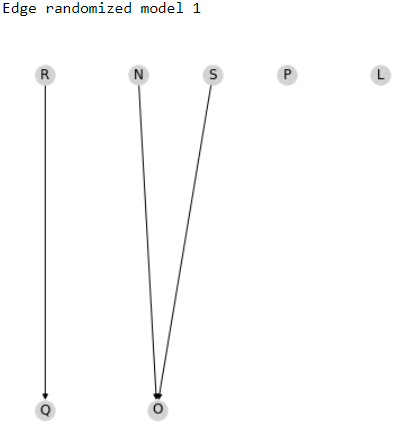 Edge randomized model 1
R N S P L
Q O